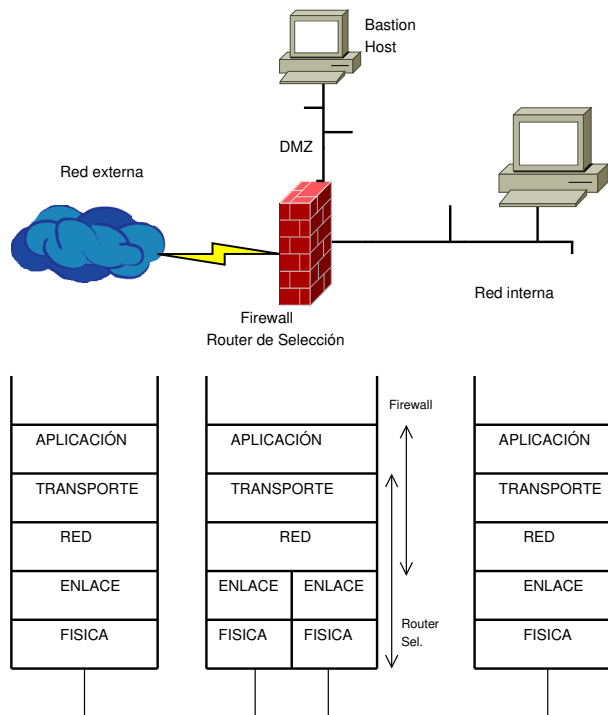 Bastion
Host
DMZ
Red externa
Red interna
Firewall
Router de Selección
Firewall
APLICACIÓN
APLICACIÓN
APLICACIÓN
TRANSPORTE
TRANSPORTE
TRANSPORTE
RED
RED
RED
ENLACE
ENLACE
ENLACE
ENLACE
Router
Sel.
FISICA
FISICA
FISICA
FISICA